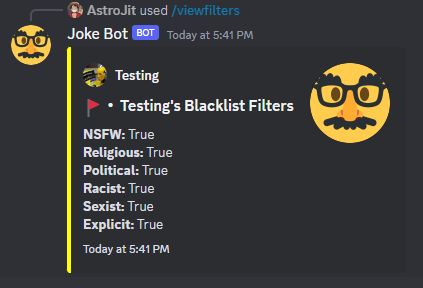 AstroJit used /viewfilters
Joke Bot BOT Today at 5:41 PM
Testing
• Testing's Blacklist Filters
NSFW: True
Religious: True
Political: True
Racist: True
Sexist: True
Explicit: True
Today at 5:41 PM